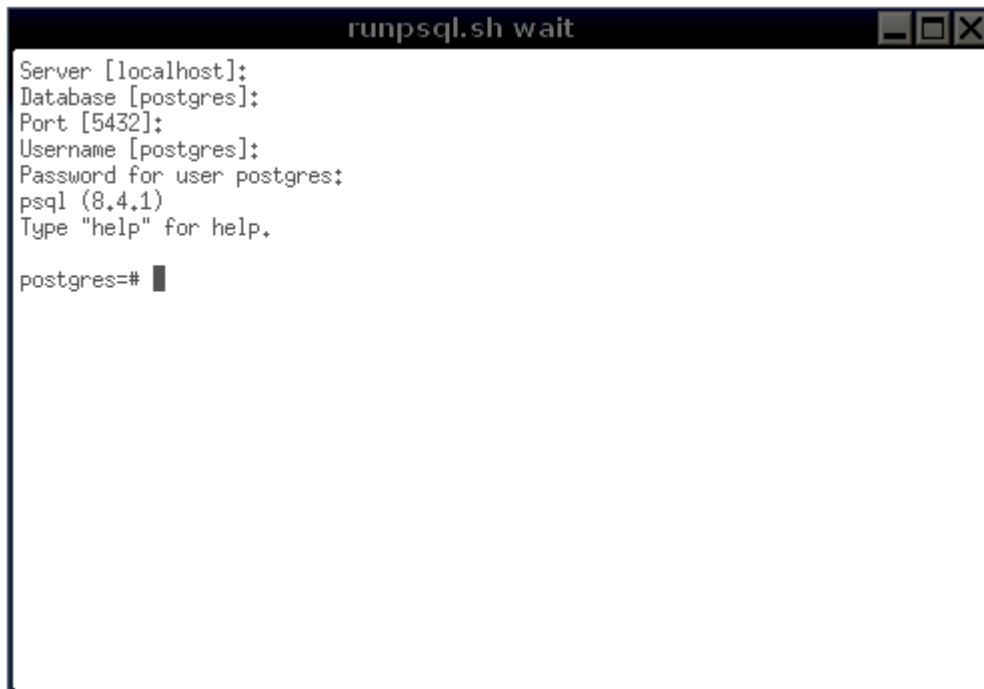 runpsql.sh wait
Server [localhost]:
Database [postgres]:
Port [5432]:
Username [postgres]:
Password for user postgres:
psql (8.4.1)
Type "help" for help.
postgres=#